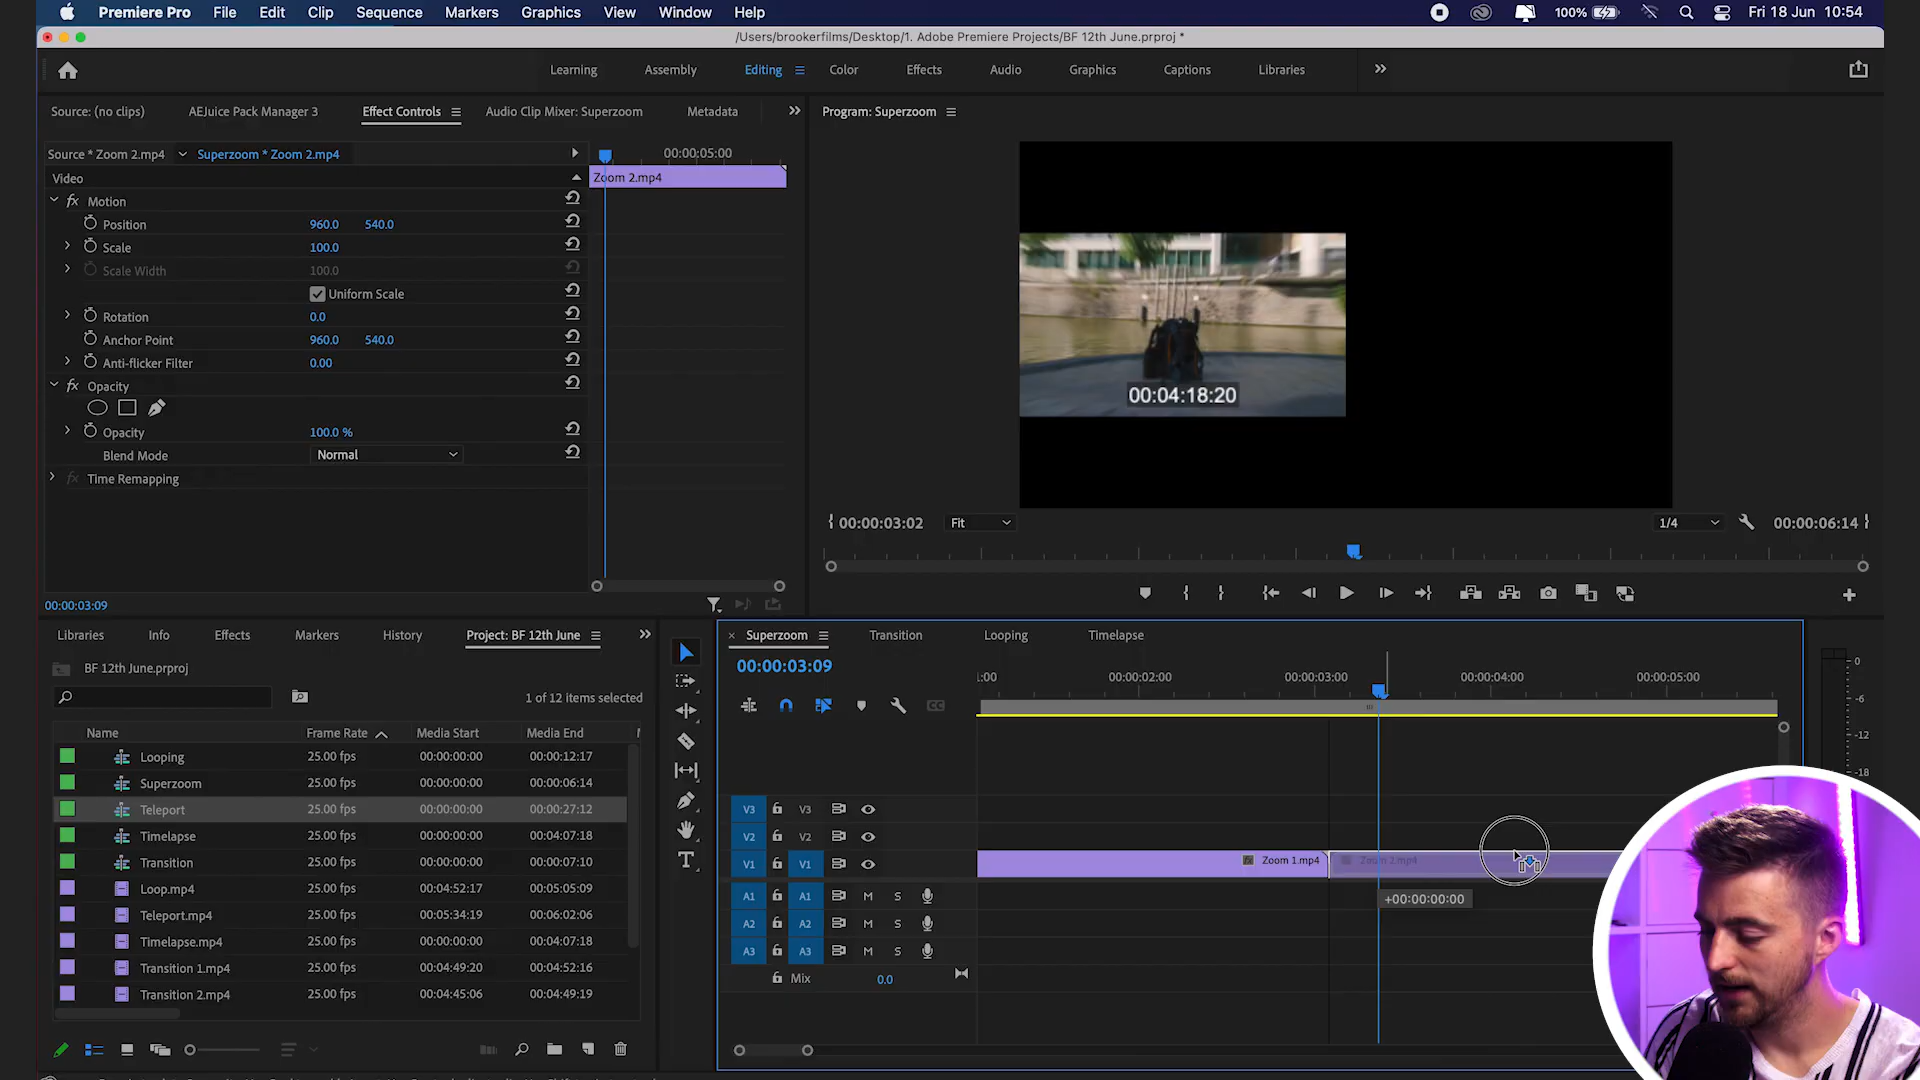 Premiere Pro File Edit Clip Sequence Markers Graphics View Window Help 100% Fri 18 Jun 10:54
/Users/brookerfilms/Desktop/1. Adobe Premiere Projects/BF 12th June.prproj *
Learning Assembly Editing Color Effects Audio Graphics Captions Libraries
Source: (no clips) AEJuice Pack Manager 3 Effect Controls Audio Clip Mixer: Superzoom Metadata
Program: Superzoom
Source * Zoom 2.mp4 Superzoom * Zoom 2.mp4 00:00:05:00
Video Zoom 2.mp4
fx Motion
Position 960.0 540.0
Scale 100.0
Scale Width 100.0
Uniform Scale
Rotation 0.0
Anchor Point 960.0 540.0
Anti-flicker Filter 0.00
fx Opacity
Opacity 100.0 %
Blend Mode Normal
fx Time Remapping
00:00:03:09
00:04:18:20
00:00:03:02 Fit 1/4 00:00:06:14
Libraries Info Effects Markers History Project: BF 12th June
BF 12th June.prproj
1 of 12 items selected
Name Frame Rate Media Start Media End
Looping 25.00 fps 00:00:00:00 00:00:12:17
Superzoom 25.00 fps 00:00:00:00 00:00:06:14
Teleport 25.00 fps 00:00:00:00 00:00:27:12
Timelapse 25.00 fps 00:00:00:00 00:04:07:18
Transition 25.00 fps 00:00:00:00 00:00:07:10
Loop.mp4 25.00 fps 00:04:52:17 00:05:05:09
Teleport.mp4 25.00 fps 00:05:34:19 00:06:02:06
Timelapse.mp4 25.00 fps 00:00:00:00 00:04:07:18
Transition 1.mp4 25.00 fps 00:04:49:20 00:04:52:16
Transition 2.mp4 25.00 fps 00:04:45:06 00:04:49:19
× Superzoom Transition Looping Timelapse
00:00:03:09
:00 00:00:02:00 00:00:03:00 00:00:04:00 00:00:05:00
CC
V3 V3
V2 V2
V1 V1 Zoom 1.mp4 Zoom 2.mp4
A1 A1 M S
+00:00:00:00
A2 A2 M S
A3 A3 M S
Mix 0.0
0
-6
-12
-18